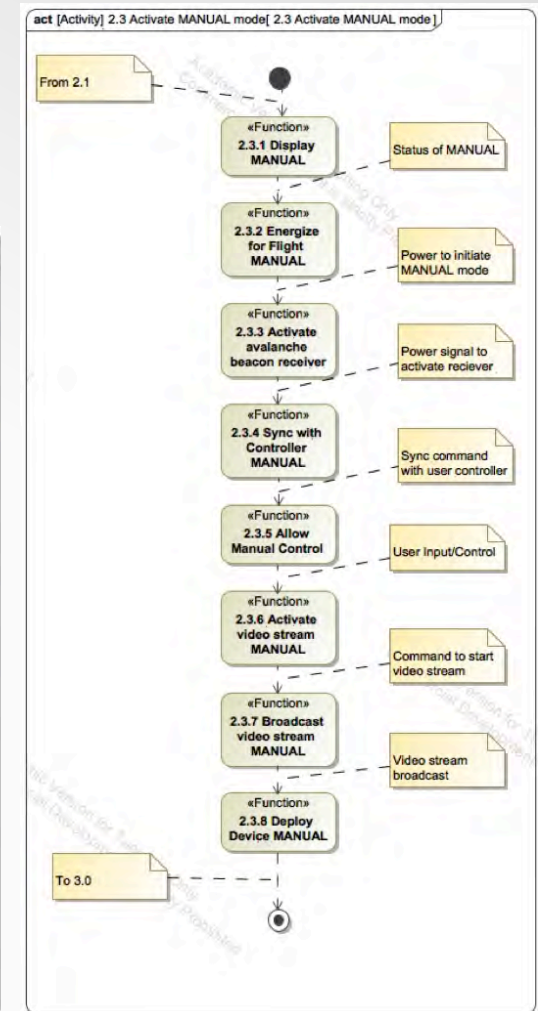 act [Activity] 2.3 Activate MANUAL mode[ 2.3 Activate MANUAL mode ]
From 2.1
«Function»
2.3.1 Display
MANUAL
Status of MANUAL
«Function»
2.3.2 Energize
for Flight
MANUAL
Power to initiate
MANUAL mode
«Function»
2.3.3 Activate
avalanche
beacon receiver
Power signal to
activate reciever
«Function»
2.3.4 Sync with
Controller
MANUAL
Sync command
with user controller
«Function»
2.3.5 Allow
Manual Control
User input/Control
«Function»
2.3.6 Activate
video stream
MANUAL
Command to start
video stream
«Function»
2.3.7 Broadcast
video stream
MANUAL
Video stream
broadcast
«Function»
2.3.8 Deploy
Device MANUAL
To 3.0